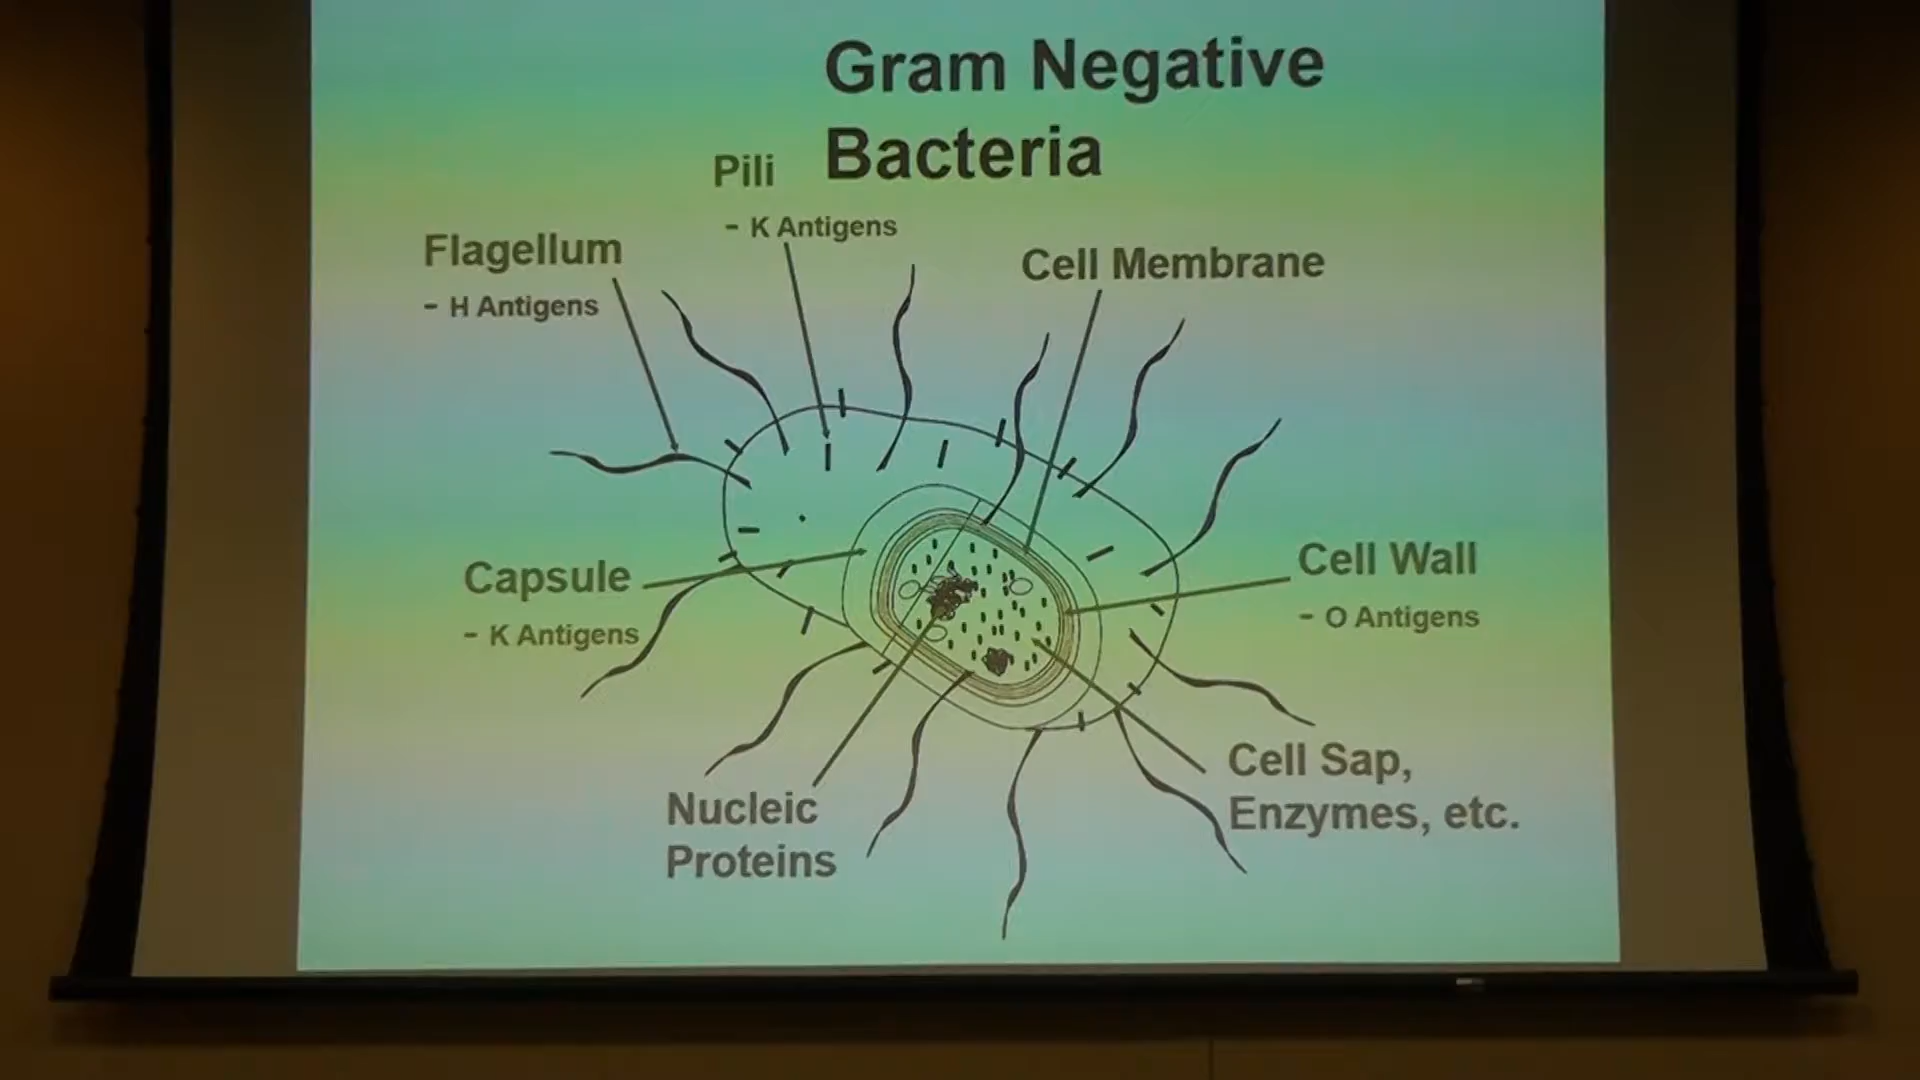 Gram Negative
Bacteria
Pili
- K Antigens
Flagellum
- H Antigens
Cell Membrane
Capsule
- K Antigens
Cell Wall
- O Antigens
Nucleic
Proteins
Cell Sap,
Enzymes, etc.